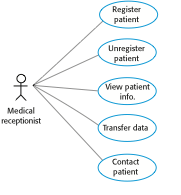 Register
patient
Unregister
patient
View patient
info.
Medical
receptionist
Transfer data
Contact
patient